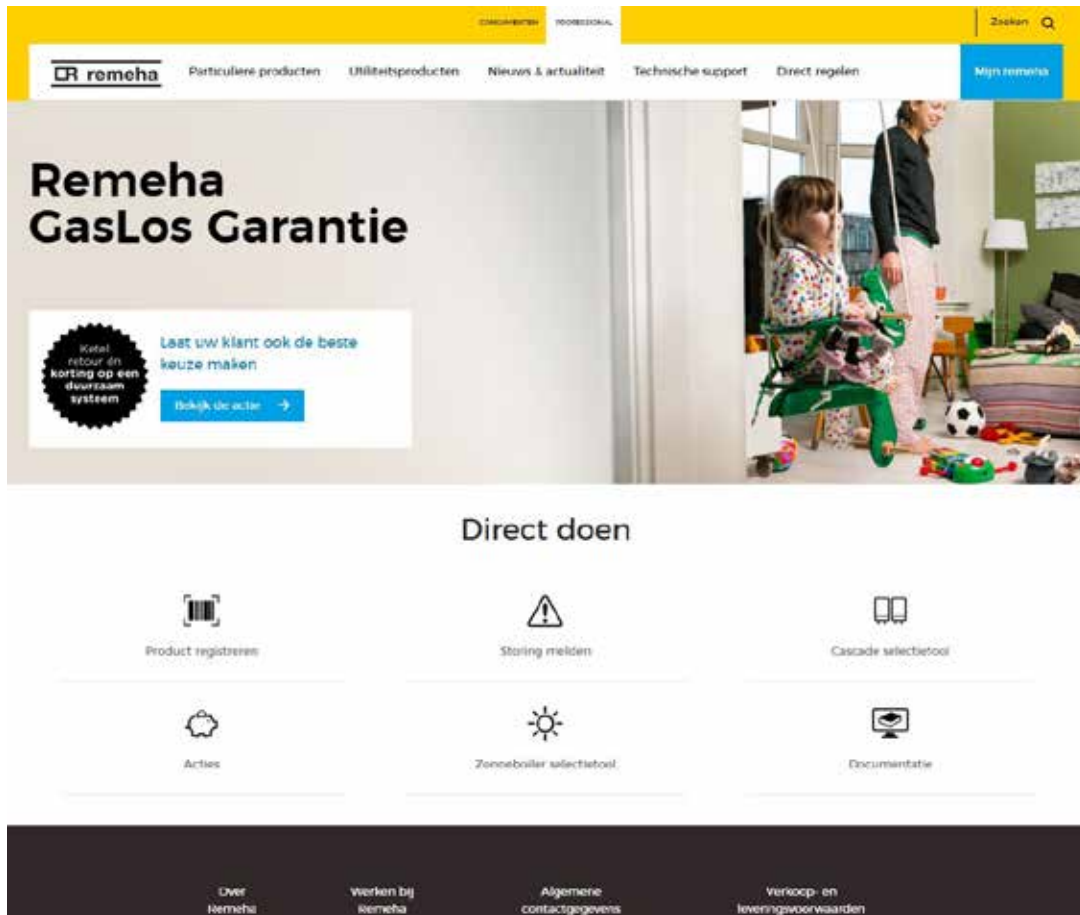 CONSUMENTEN PROFESSIONAL Zoeken
remeha Particuliere producten Utiliteitsproducten Nieuws & actualiteit Technische support Direct regelen Mijn remeha
Remeha
GasLos Garantie
Ketel
retour én
korting op een
duurzaam
systeem
Laat uw klant ook de beste
keuze maken
Bekijk de actie
Direct doen
Product registreren Storing melden Cascade selectietool
Acties Zonneboiler selectietool Documentatie
Over
Remeha
Werken bij
Remeha
Algemene
contactgegevens
Verkoop- en
leveringsvoorwaarden